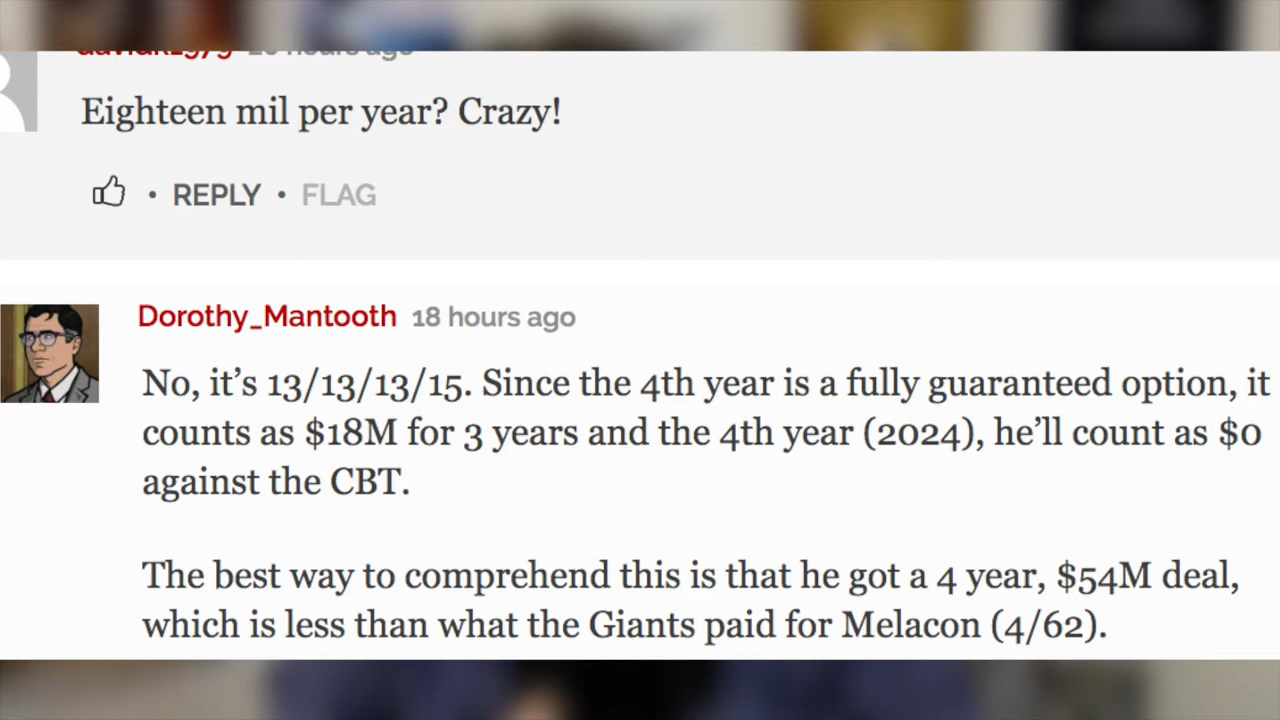 Eighteen mil per year? Crazy!
• REPLY • FLAG
Dorothy_Mantooth 18 hours ago
No, it’s 13/13/13/15. Since the 4th year is a fully guaranteed option, it
counts as $18M for 3 years and the 4th year (2024), he’ll count as $0
against the CBT.
The best way to comprehend this is that he got a 4 year, $54M deal,
which is less than what the Giants paid for Melacon (4/62).